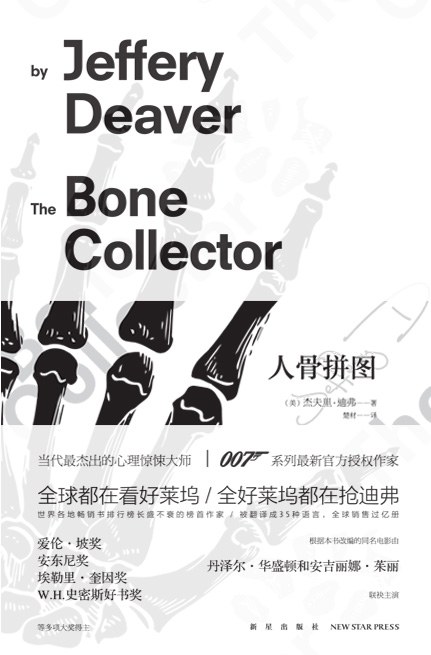 by Jeffery
Deaver
The Bone
Collector
人骨拼图
（美）杰夫里·迪弗——著
楚材——译
当代最杰出的心理惊悚大师 | 007 系列最新官方授权作家
全球都在看好莱坞 / 全好莱坞都在抢迪弗
世界各地畅销书排行榜长盛不衰的榜首作家 / 被翻译成35种语言，全球销售过亿册
爱伦·坡奖
根据本书改编的同名电影由
安东尼奖
丹泽尔·华盛顿和安吉丽娜·茱丽
埃勒里·奎因奖
W.H.史密斯好书奖
联袂主演
等多项大奖得主
新星出版社 NEW STAR PRESS